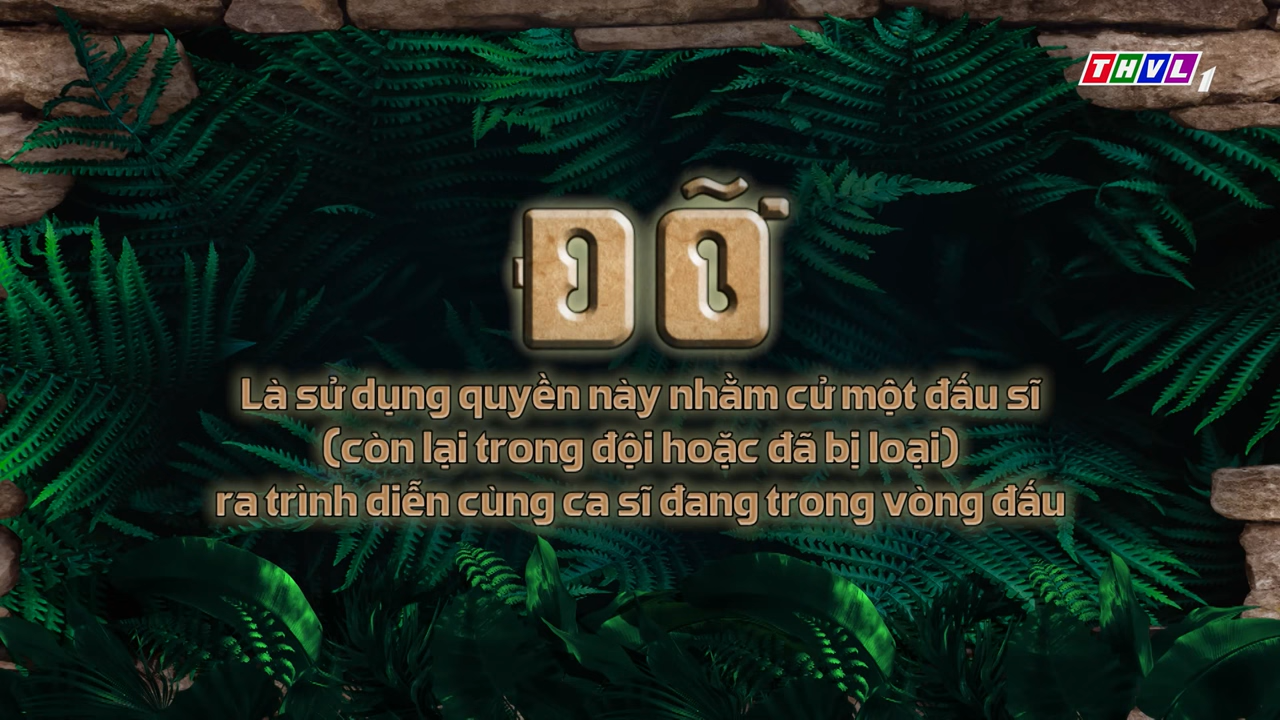 THVL1
ĐỠ
Là sử dụng quyền này nhằm cử một đấu sĩ
(còn lại trong đội hoặc đã bị loại)
ra trình diễn cùng ca sĩ đang trong vòng đấu